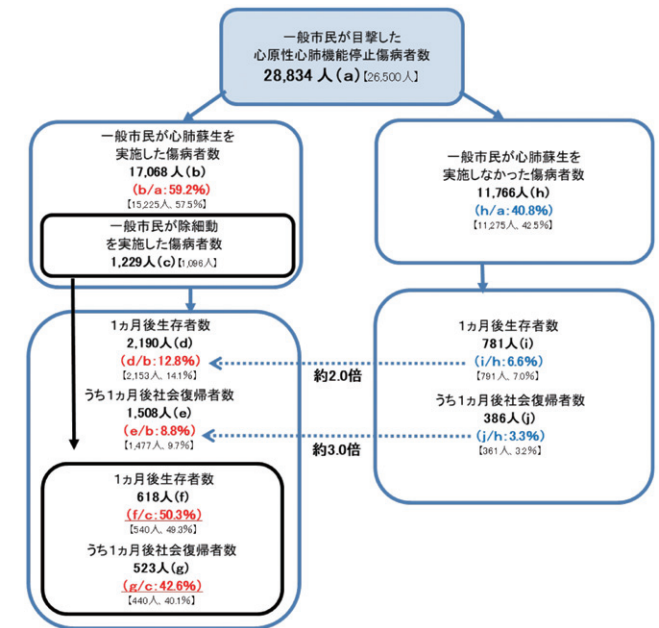 一般市民が目撃した
心原性心肺機能停止傷病者数
28,834 人(a)【26,500人】
一般市民が心肺蘇生を
実施した傷病者数
17,068 人(b)
(b/a:59.2%)
【15,225人、57.5%】
一般市民が除細動
を実施した傷病者数
1,229人(c)【1,096人】
一般市民が心肺蘇生を
実施しなかった傷病者数
11,766人(h)
(h/a:40.8%)
【11,275人、42.5%】
1ヵ月後生存者数
2,190人(d)
(d/b:12.8%)
【2,153人、14.1%】
うち1ヵ月後社会復帰者数
1,508人(e)
(e/b:8.8%)
【1,477人、9.7%】
約2.0倍
約3.0倍
1ヵ月後生存者数
781人(i)
(i/h:6.6%)
【791人、7.0%】
うち1ヵ月後社会復帰者数
386人(j)
(j/h:3.3%)
【361人、3.2%】
1ヵ月後生存者数
618人(f)
(f/c:50.3%)
【540人、49.3%】
うち1ヵ月後社会復帰者数
523人(g)
(g/c:42.6%)
【440人、40.1%】